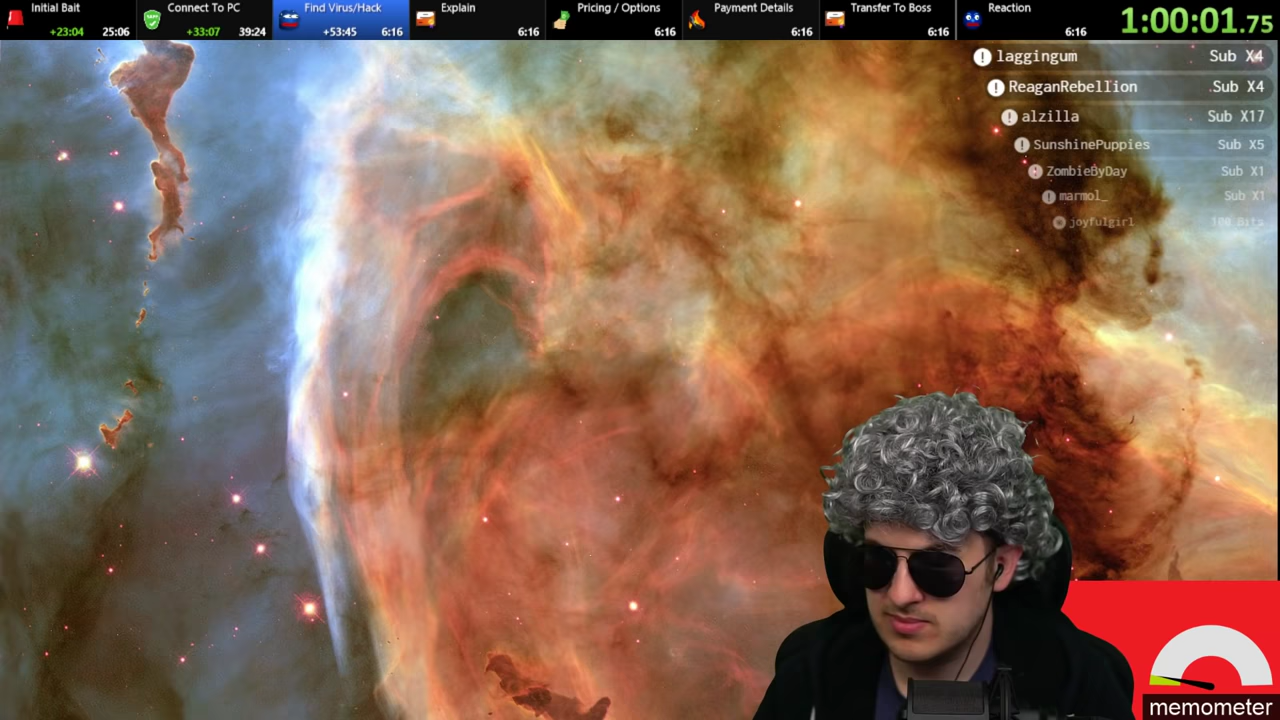 Initial Bait
+23:04 25:06
Connect To PC
+33:07 39:24
Find Virus/Hack
+53:45 6:16
Explain
6:16
Pricing / Options
6:16
Payment Details
6:16
Transfer To Boss
6:16
Reaction
6:16
1:00:01.75
laggingum Sub X4
ReaganRebellion Sub X4
alzilla Sub X17
SunshinePuppies Sub X5
ZombieByDay Sub X1
marmol_ Sub X1
joyfulgirl 100 Bits
memometer